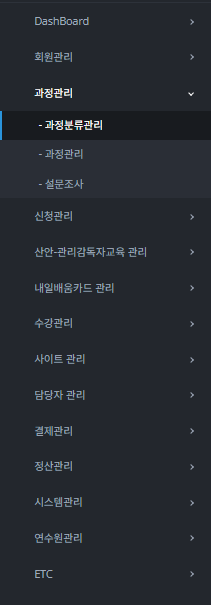 DashBoard
회원관리
과정관리
- 과정분류관리
- 과정관리
- 설문조사
신청관리
산안-관리감독자교육 관리
내일배움카드 관리
수강관리
사이트 관리
담당자 관리
결제관리
정산관리
시스템관리
연수원관리
ETC